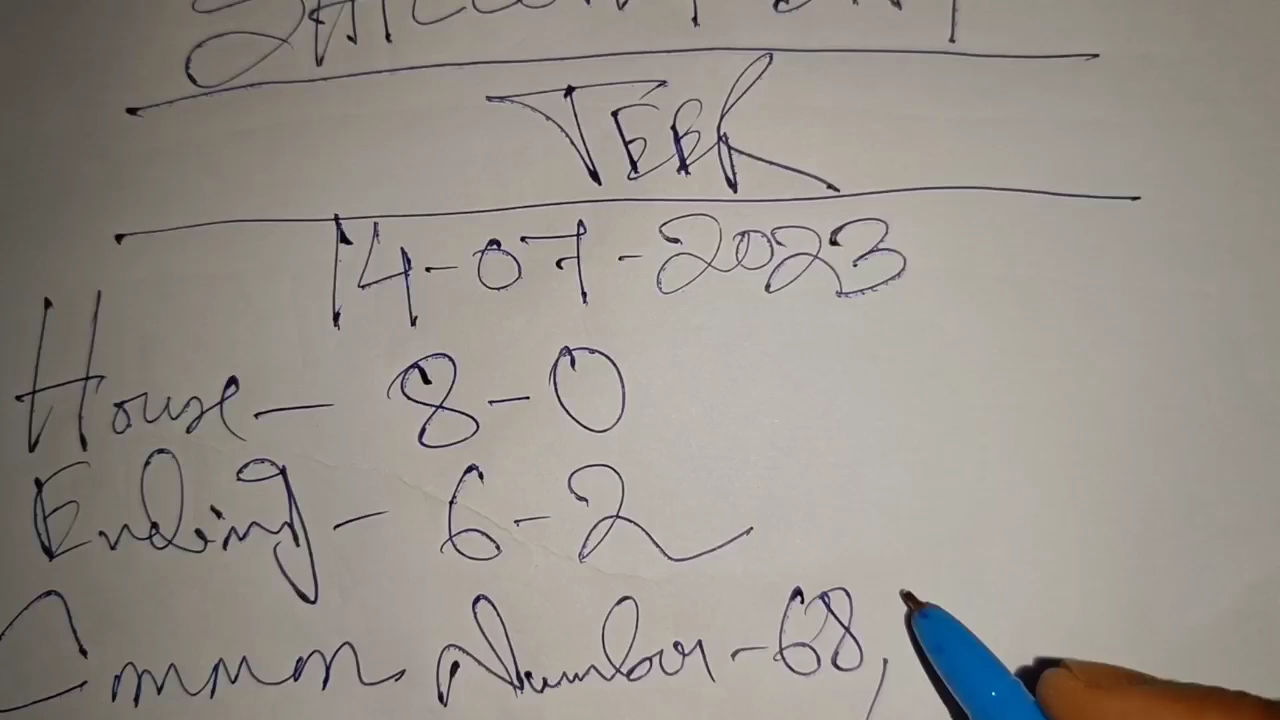 TEER
14-07-2023
House- 8-0
Ending- 6-2
Common Number-68,